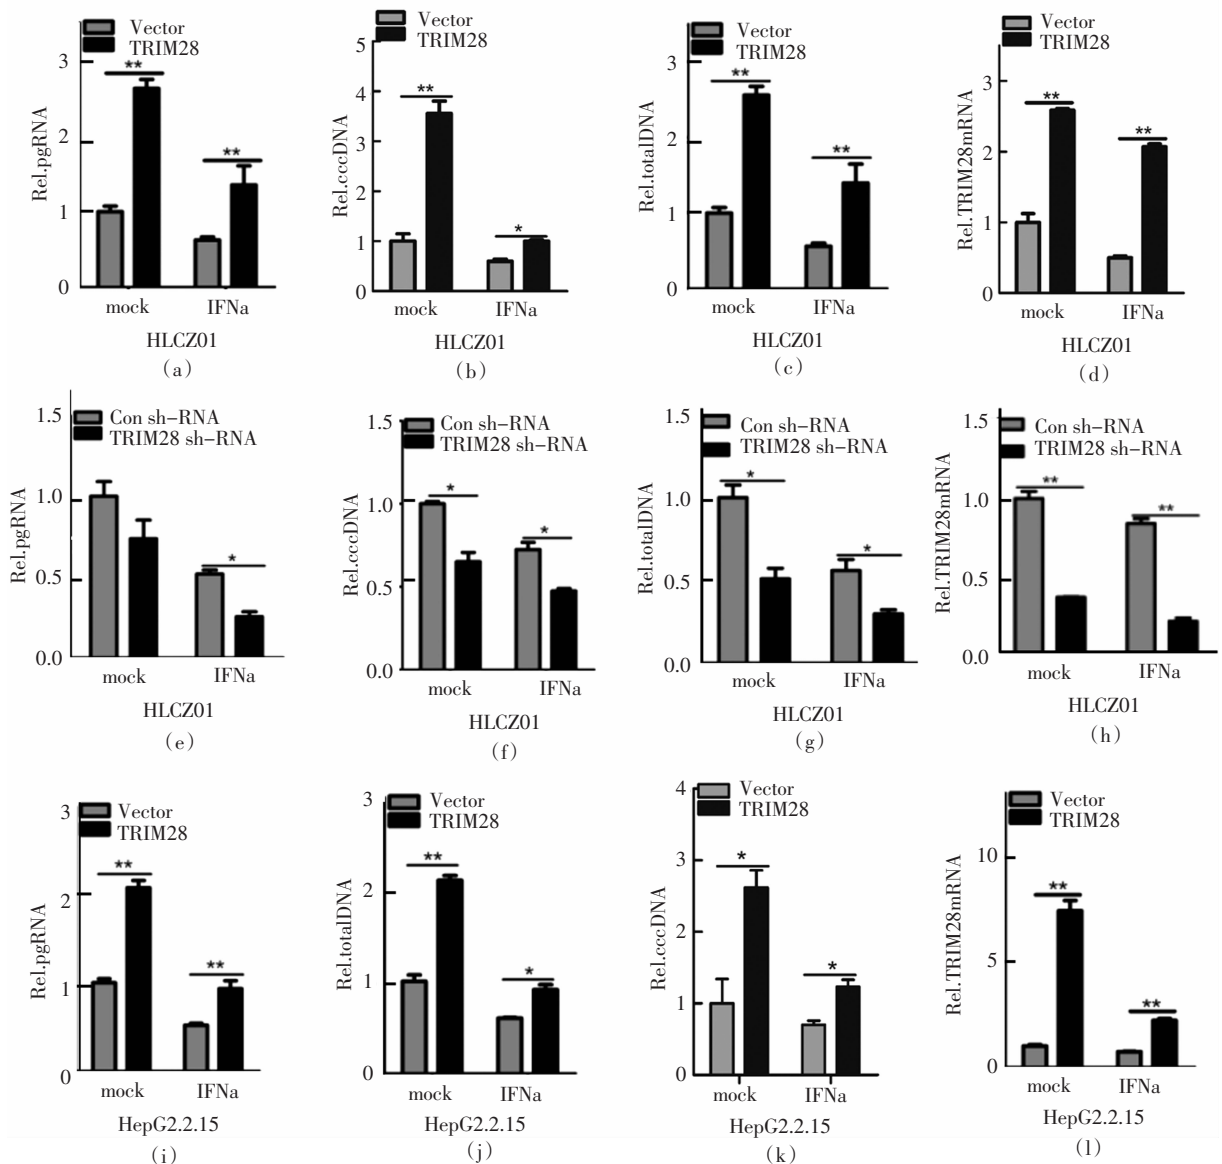 Vector
TRIM28
Rel.pgRNA
3
2
1
0
**
**
mock
IFNa
HLCZ01
(a)
Vector
TRIM28
Rel.cccDNA
5
4
3
2
1
0
**
*
mock
IFNa
HLCZ01
(b)
Vector
TRIM28
Rel.totalDNA
3
2
1
0
**
**
mock
IFNa
HLCZ01
(c)
Vector
TRIM28
Rel.TRIM28mRNA
3
2
1
0
**
**
mock
IFNa
HLCZ01
(d)
Con sh-RNA
TRIM28 sh-RNA
Rel.pgRNA
1.5
1.0
0.5
0.0
*
mock
IFNa
HLCZ01
(e)
Con sh-RNA
TRIM28 sh-RNA
Rel.cccDNA
1.5
1.0
0.5
0.0
*
*
mock
IFNa
HLCZ01
(f)
Con sh-RNA
TRIM28 sh-RNA
Rel.totalDNA
1.5
1.0
0.5
0.0
*
*
mock
IFNa
HLCZ01
(g)
Con sh-RNA
TRIM28 sh-RNA
Rel.TRIM28mRNA
1.5
1.0
0.5
0.0
**
**
mock
IFNa
HLCZ01
(h)
Vector
TRIM28
Rel.pgRNA
3
2
1
0
**
**
mock
IFNa
HepG2.2.15
(i)
Vector
TRIM28
Rel.totalDNA
3
2
1
0
**
*
mock
IFNa
HepG2.2.15
(j)
Vector
TRIM28
Rel.cccDNA
4
3
2
1
0
*
*
mock
IFNa
HepG2.2.15
(k)
Vector
TRIM28
Rel.TRIM28mRNA
10
5
0
**
**
mock
IFNa
HepG2.2.15
(l)